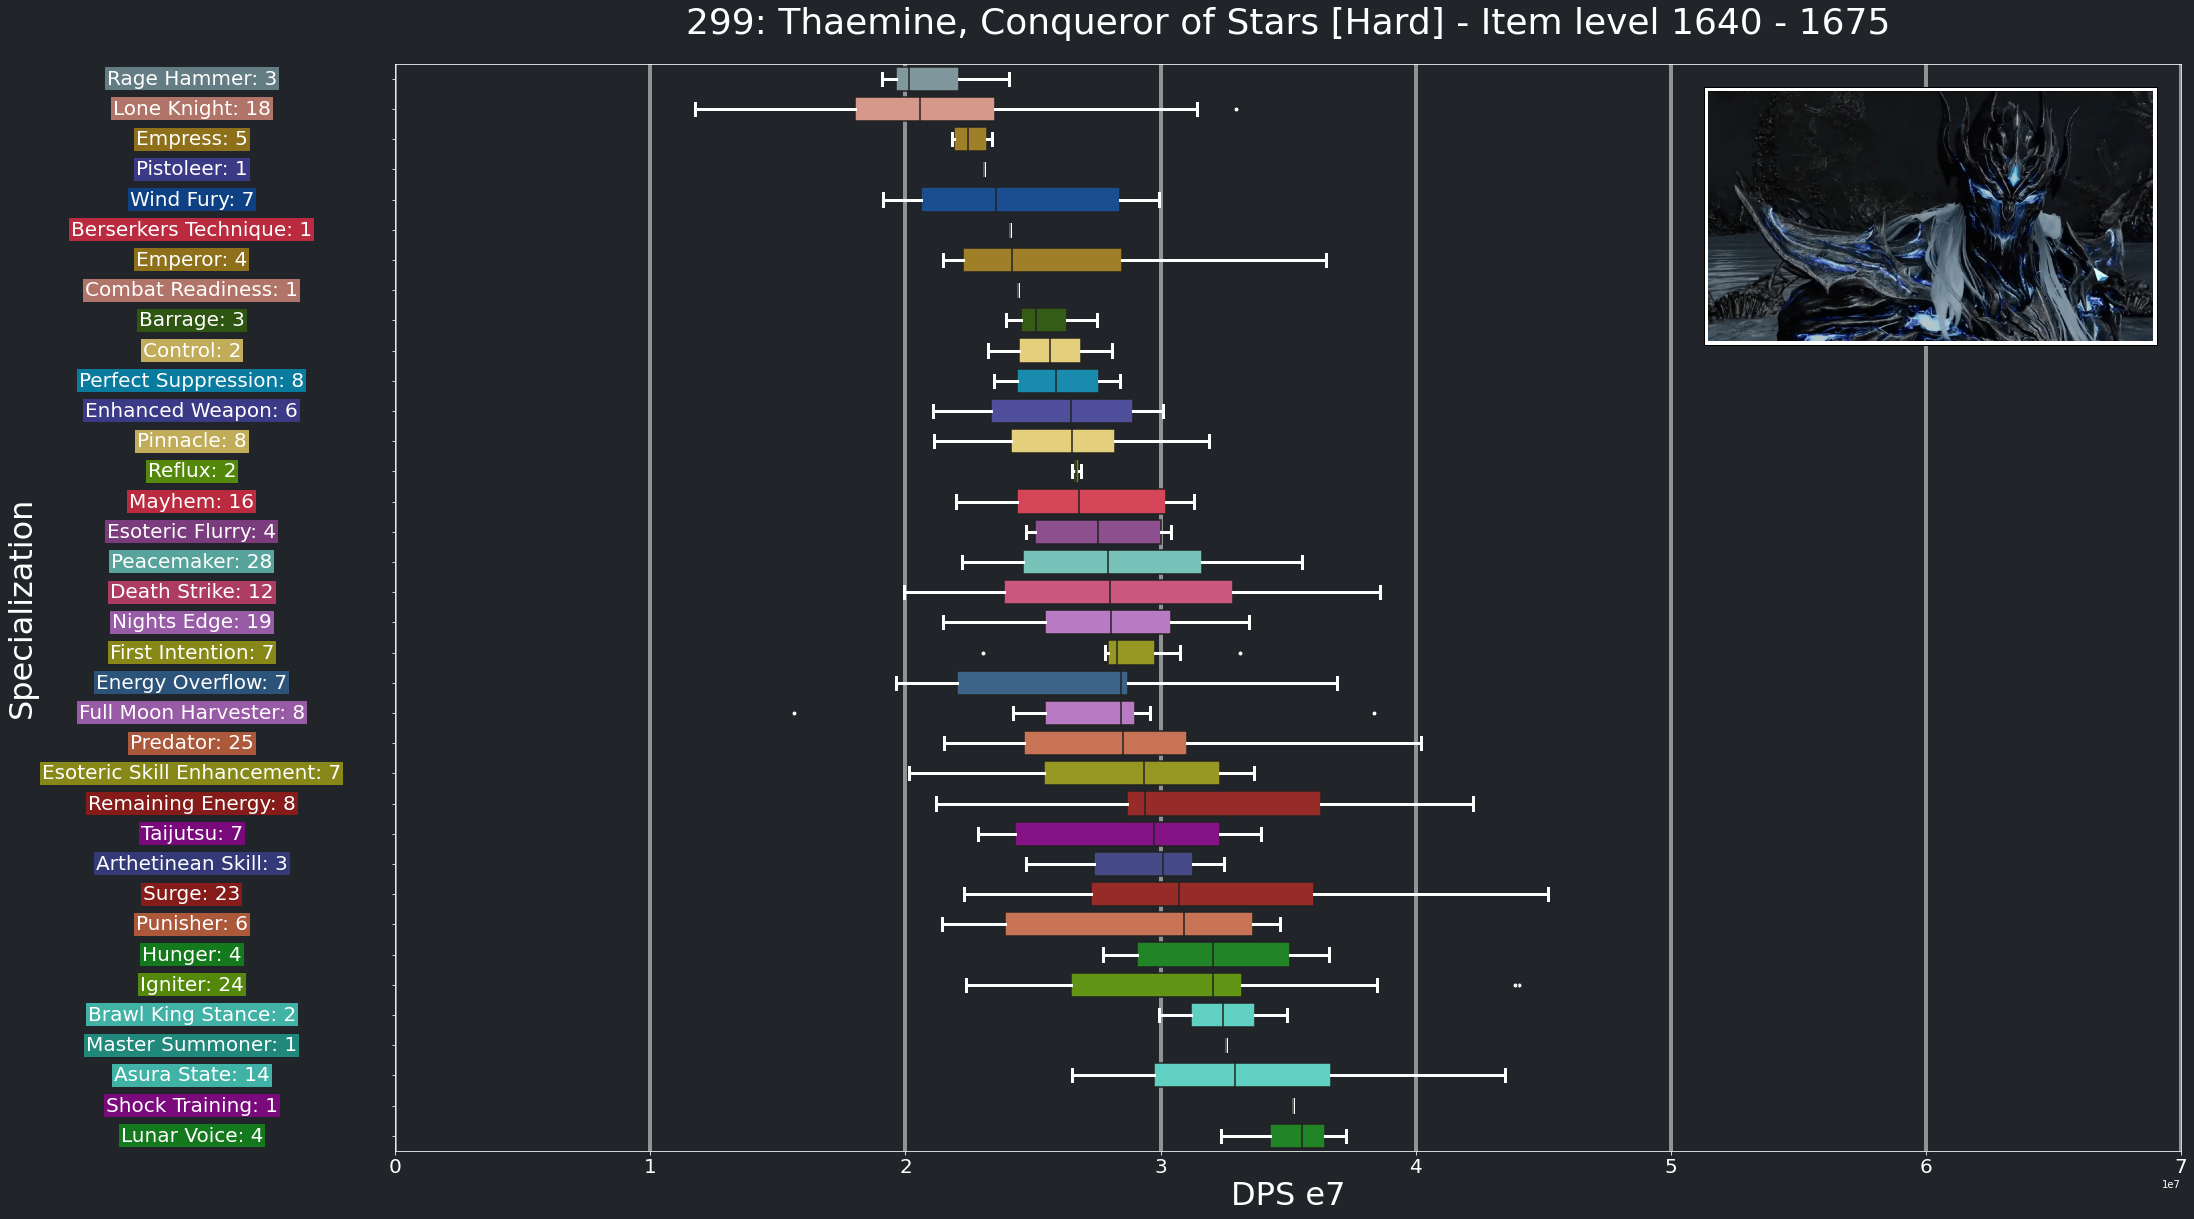 299: Thaemine, Conqueror of Stars [Hard] - Item level 1640 - 1675
Specialization
Rage Hammer: 3
Lone Knight: 18
Empress: 5
Pistoleer: 1
Wind Fury: 7
Berserkers Technique: 1
Emperor: 4
Combat Readiness: 1
Barrage: 3
Control: 2
Perfect Suppression: 8
Enhanced Weapon: 6
Pinnacle: 8
Reflux: 2
Mayhem: 16
Esoteric Flurry: 4
Peacemaker: 28
Death Strike: 12
Nights Edge: 19
First Intention: 7
Energy Overflow: 7
Full Moon Harvester: 8
Predator: 25
Esoteric Skill Enhancement: 7
Remaining Energy: 8
Taijutsu: 7
Arthetinean Skill: 3
Surge: 23
Punisher: 6
Hunger: 4
Igniter: 24
Brawl King Stance: 2
Master Summoner: 1
Asura State: 14
Shock Training: 1
Lunar Voice: 4
0 1 2 3 4 5 6 7
1e7
DPS e7